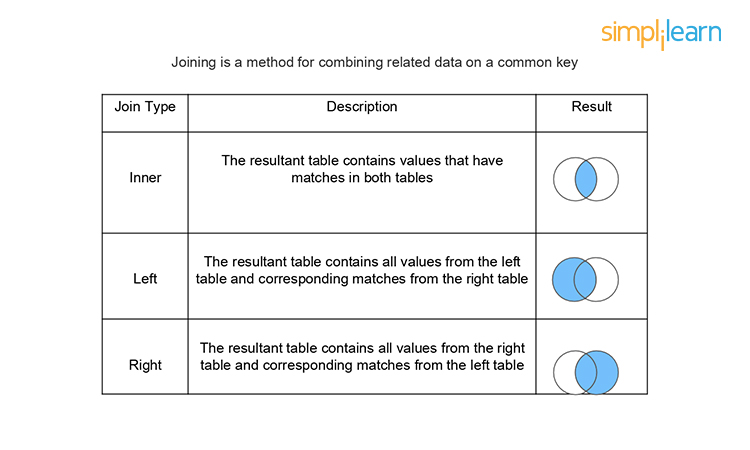 simplilearn
Joining is a method for combining related data on a common key
Join Type
Description
Result
Inner
The resultant table contains values that have
matches in both tables
Left
The resultant table contains all values from the left
table and corresponding matches from the right table
Right
The resultant table contains all values from the right
table and corresponding matches from the left table